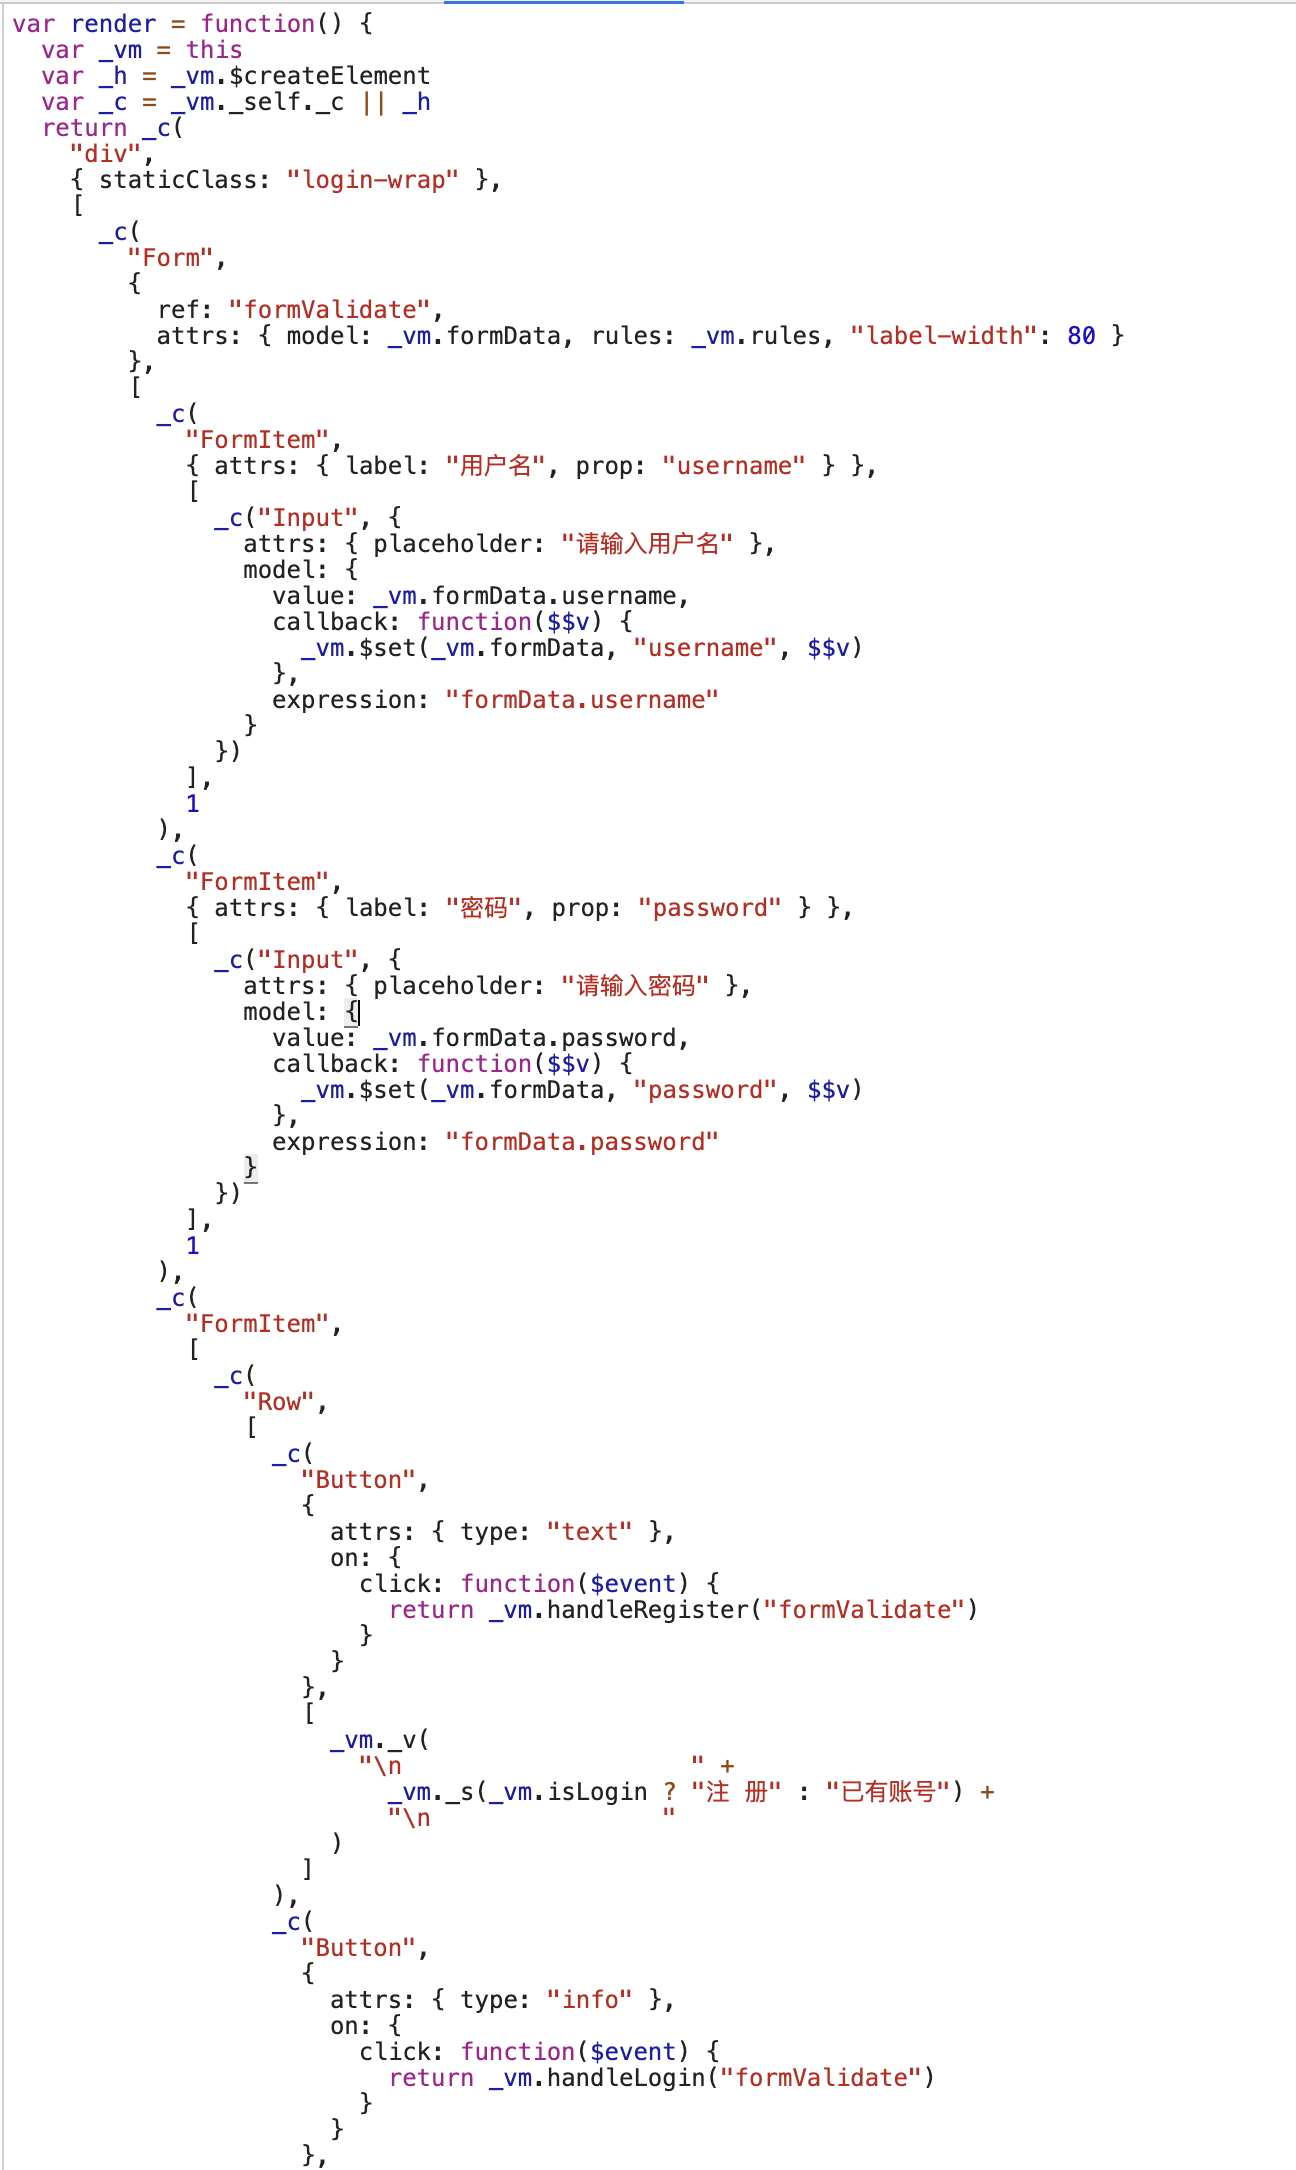 var render = function() {
  var _vm = this
  var _h = _vm.$createElement
  var _c = _vm._self._c || _h
  return _c(
    "div",
    { staticClass: "login-wrap" },
    [
      _c(
        "Form",
        {
          ref: "formValidate",
          attrs: { model: _vm.formData, rules: _vm.rules, "label-width": 80 }
        },
        [
          _c(
            "FormItem",
            { attrs: { label: "用户名", prop: "username" } },
            [
              _c("Input", {
                attrs: { placeholder: "请输入用户名" },
                model: {
                  value: _vm.formData.username,
                  callback: function($$v) {
                    _vm.$set(_vm.formData, "username", $$v)
                  },
                  expression: "formData.username"
                }
              })
            ],
            1
          ),
          _c(
            "FormItem",
            { attrs: { label: "密码", prop: "password" } },
            [
              _c("Input", {
                attrs: { placeholder: "请输入密码" },
                model: {
                  value: _vm.formData.password,
                  callback: function($$v) {
                    _vm.$set(_vm.formData, "password", $$v)
                  },
                  expression: "formData.password"
                }
              })
            ],
            1
          ),
          _c(
            "FormItem",
            [
              _c(
                "Row",
                [
                  _c(
                    "Button",
                    {
                      attrs: { type: "text" },
                      on: {
                        click: function($event) {
                          return _vm.handleRegister("formValidate")
                        }
                      }
                    },
                    [
                      _vm._v(
                        "\n                    " +
                          _vm._s(_vm.isLogin ? "注 册" : "已有账号") +
                          "\n                "
                      )
                    ]
                  ),
                  _c(
                    "Button",
                    {
                      attrs: { type: "info" },
                      on: {
                        click: function($event) {
                          return _vm.handleLogin("formValidate")
                        }
                      }
                    },